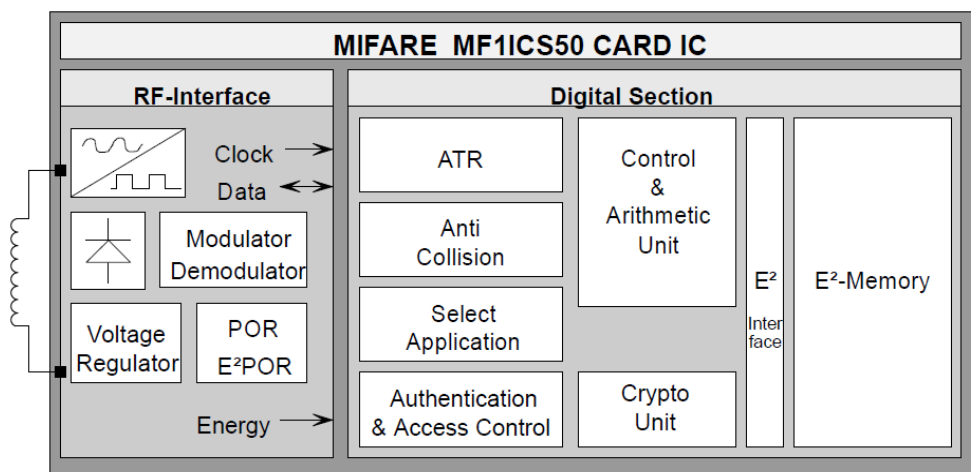 MIFARE MF1ICS50 CARD IC
RF-Interface
Clock
Data
Modulator
Demodulator
Voltage
Regulator
POR
E²POR
Energy
Digital Section
ATR
Anti
Collision
Select
Application
Authentication
& Access Control
Control
&
Arithmetic
Unit
Crypto
Unit
E²
Inter
face
E²-Memory